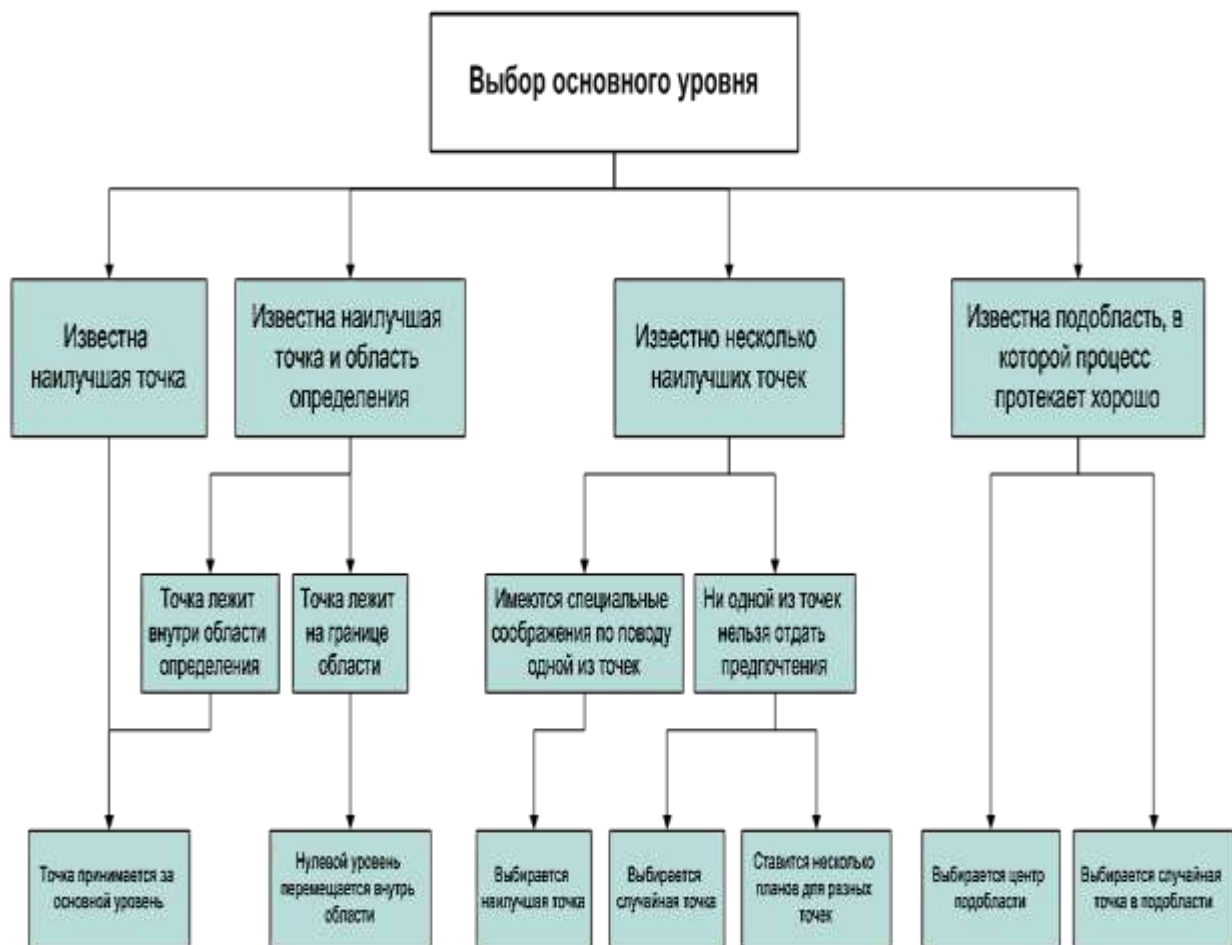 Выбор основного уровня
Известна
наилучшая точка
Известна наилучшая
точка и область
определения
Известно несколько
наилучших точек
Известна подобласть, в
которой процесс
протекает хорошо
Точка лежит
внутри области
определения
Точка лежит
на границе
области
Имеются специальные
соображения по поводу
одной из точек
Ни одной из точек
нельзя отдать
предпочтения
Точка принимается за
основной уровень
Нулевой уровень
перемещается внутрь
области
Выбирается
наилучшая точка
Выбирается
случайная точка
Ставится несколько
планов для разных
точек
Выбирается центр
подобласти
Выбирается случайная
точка в подобласти